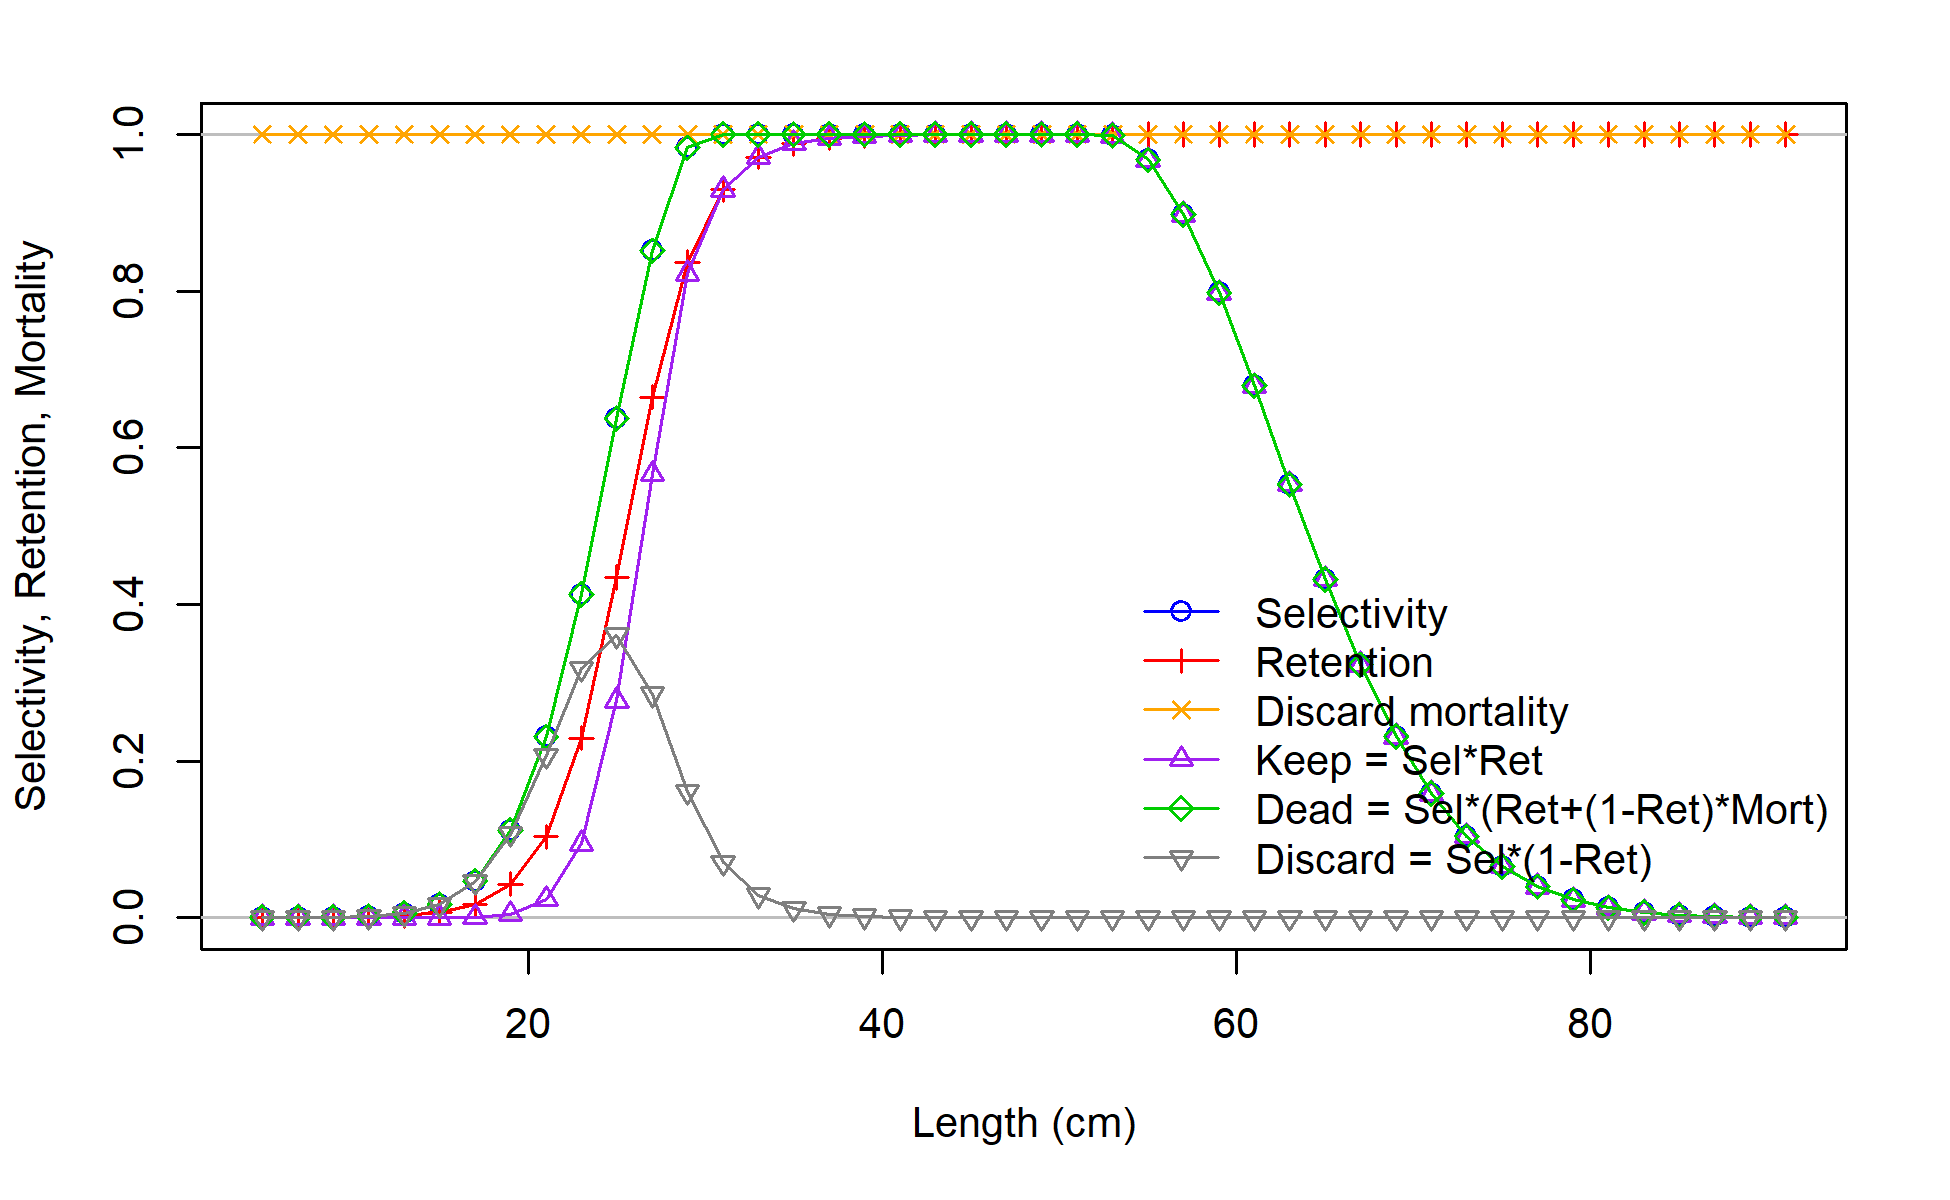 Selectivity, Retention, Mortality
1.0
0.8
0.6
0.4
0.2
0.0
Selectivity
Retention
Discard mortality
Keep = Sel*Ret
Dead = Sel*(Ret+(1-Ret)*Mort)
Discard = Sel*(1-Ret)
20 40 60 80
Length (cm)